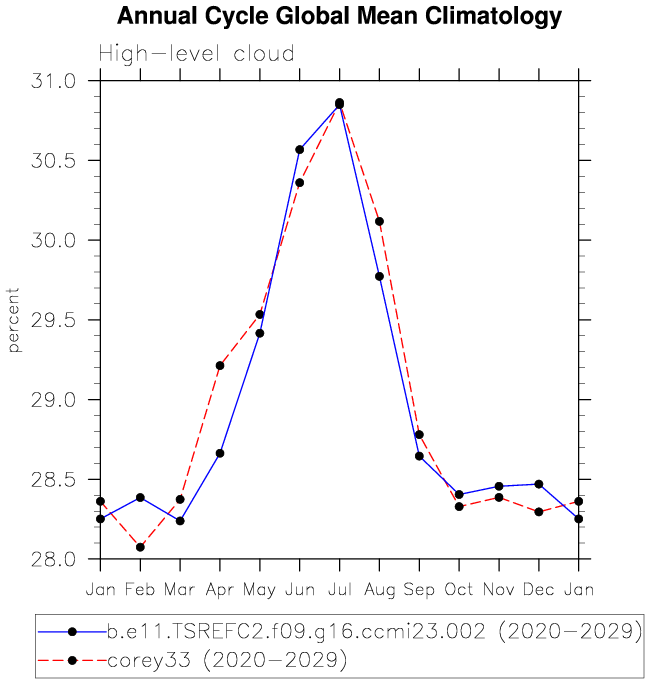 Annual Cycle Global Mean Climatology
High-level cloud
31.0
30.5
30.0
29.5
29.0
28.5
28.0
percent
Jan Feb Mar Apr May Jun Jul Aug Sep Oct Nov Dec Jan
b.e11.TSREFC2.f09.g16.ccmi23.002 (2020-2029)
corey33 (2020-2029)